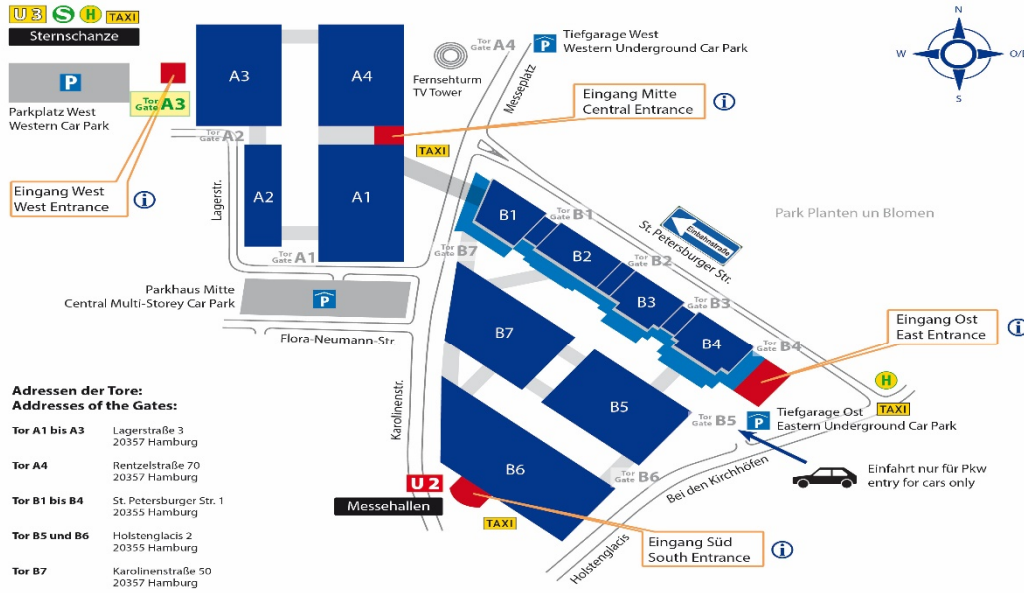 U3 S H TAXI
Sternschanze
P
Parkplatz West
Western Car Park
Tor
Gate A3
Eingang West
West Entrance
i
A3
A4
Tor
Gate A2
A2
A1
Lagerstr.
Tor
Gate A1
Fernsehturm
TV Tower
Tor
Gate A4
P
Tiefgarage West
Western Underground Car Park
Messeplatz
Eingang Mitte
Central Entrance
i
TAXI
N
W
O/E
S
Parkhaus Mitte
Central Multi-Storey Car Park
P
Flora-Neumann-Str
Karolinenstr.
B1
Tor
Gate B1
B2
Tor
Gate B2
B3
Tor
Gate B3
B4
Tor
Gate B4
St. Petersburger Str.
Einbahnstraße
Park Planten un Blomen
Tor
Gate B7
B7
B5
B6
Eingang Ost
East Entrance
i
H
TAXI
Tor
Gate B5
P
Tiefgarage Ost
Eastern Underground Car Park
Tor
Gate B6
Bei den Kirchhöfen
Einfahrt nur für Pkw
entry for cars only
U2
Messehallen
TAXI
Holstenglacis
Eingang Süd
South Entrance
i
Adressen der Tore:
Addresses of the Gates:
Tor A1 bis A3 Lagerstraße 3
20357 Hamburg
Tor A4 Rentzelstraße 70
20357 Hamburg
Tor B1 bis B4 St. Petersburger Str. 1
20355 Hamburg
Tor B5 und B6 Holstenglacis 2
20355 Hamburg
Tor B7 Karolinenstraße 50
20357 Hamburg